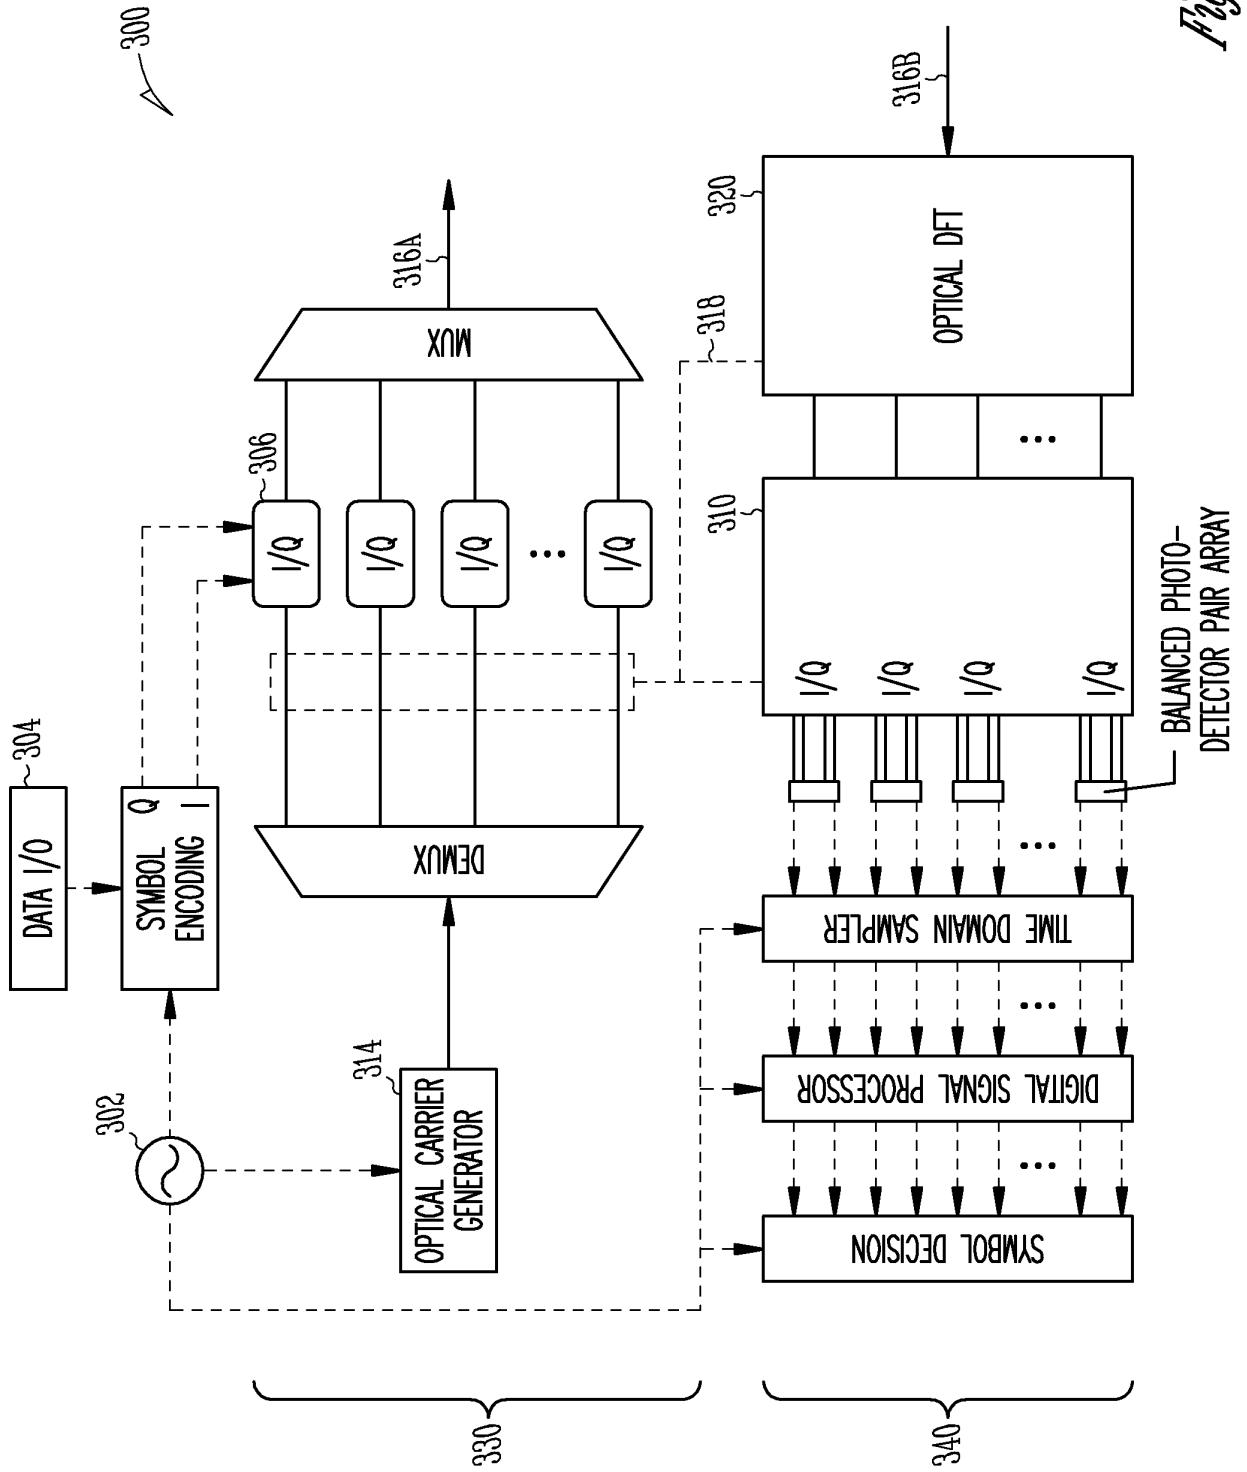 300
DATA I/O
304
SYMBOL
ENCODING
Q
I
302
OPTICAL CARRIER
GENERATOR
314
DEMUX
I/Q
306
I/Q
I/Q
...
I/Q
MUX
316A
330
318
316B
OPTICAL DFT
320
...
310
I/Q
I/Q
I/Q
I/Q
BALANCED PHOTO-
DETECTOR PAIR ARRAY
...
TIME DOMAIN SAMPLER
...
DIGITAL SIGNAL PROCESSOR
...
SYMBOL DECISION
340